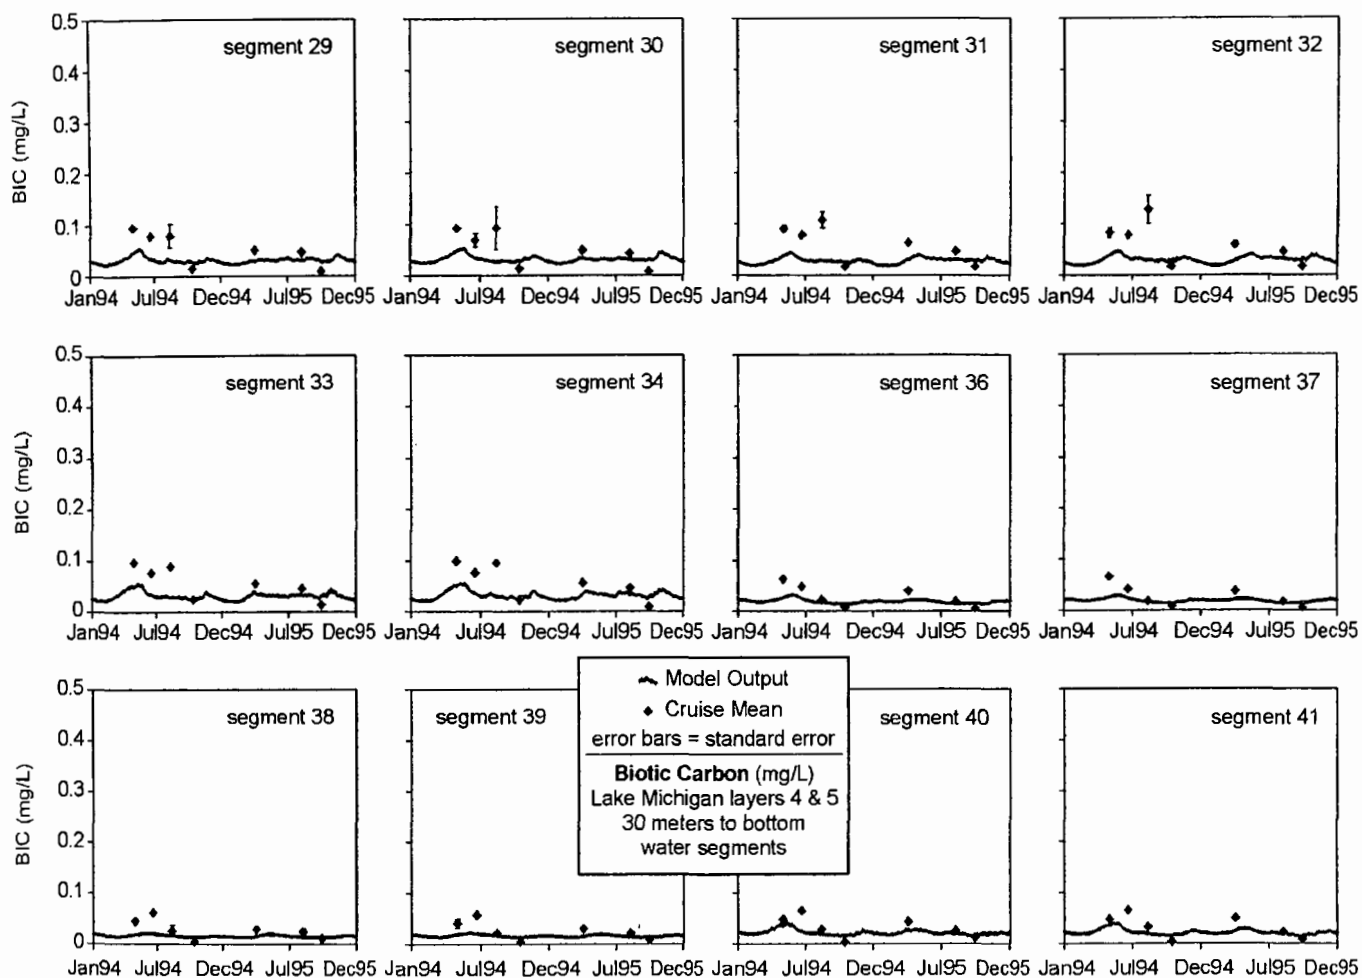 0.5
0.4
0.3
0.2
0.1
0
BIC (mg/L)
segment 29
segment 30
segment 31
segment 32
Jan94 Jul94 Dec94 Jul95 Dec95
Jan94 Jul94 Dec94 Jul95 Dec95
Jan94 Jul94 Dec94 Jul95 Dec95
Jan94 Jul94 Dec94 Jul95 Dec95
0.5
0.4
0.3
0.2
0.1
0
BIC (mg/L)
segment 33
segment 34
segment 36
segment 37
Jan94 Jul94 Dec94 Jul95 Dec95
Jan94 Jul94 Dec94 Jul95 Dec95
Jan94 Jul94 Dec94 Jul95 Dec95
Jan94 Jul94 Dec94 Jul95 Dec95
0.5
0.4
0.3
0.2
0.1
0
BIC (mg/L)
segment 38
segment 39
Model Output
Cruise Mean
error bars = standard error
Biotic Carbon (mg/L)
Lake Michigan layers 4 & 5
30 meters to bottom
water segments
segment 40
segment 41
Jan94 Jul94 Dec94 Jul95 Dec95
Jan94 Jul94 Dec94 Jul95 Dec95
Jan94 Jul94 Dec94 Jul95 Dec95
Jan94 Jul94 Dec94 Jul95 Dec95